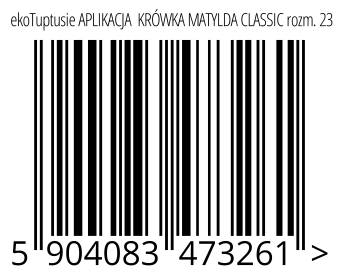 ekoTuptusie APLIKACJA  KRÓWKA MATYLDA CLASSIC rozm. 23
5 904083 473261 >